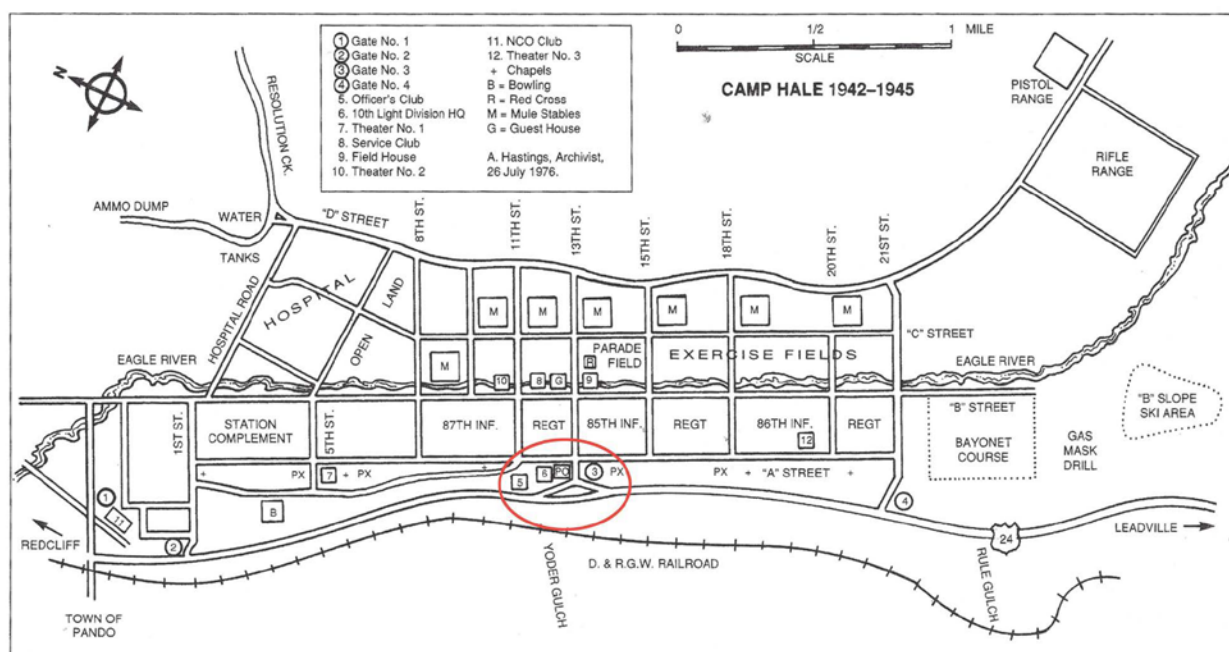 0 1/2 1 MILE
SCALE
CAMP HALE 1942–1945
N
① Gate No. 1
② Gate No. 2
③ Gate No. 3
④ Gate No. 4
5. Officer's Club
6. 10th Light Division HQ
7. Theater No. 1
8. Service Club
9. Field House
10. Theater No. 2
11. NCO Club
12. Theater No. 3
+ Chapels
B = Bowling
R = Red Cross
M = Mule Stables
G = Guest House
A. Hastings, Archivist,
26 July 1976.
PISTOL
RANGE
RIFLE
RANGE
RESOLUTION CK.
AMMO DUMP
WATER
TANKS
"D" STREET
8TH ST.
11TH ST.
13TH ST.
15TH ST.
18TH ST.
20TH ST.
21ST ST.
HOSPITAL ROAD
HOSPITAL
OPEN
LAND
M
M
M
M
M
M
"C" STREET
M
PARADE
FIELD
R
EXERCISE FIELDS
EAGLE RIVER
EAGLE RIVER
10
8
G
9
"B" STREET
"B" SLOPE
SKI AREA
1ST ST.
STATION
COMPLEMENT
5TH ST.
87TH INF.
REGT
85TH INF.
REGT
86TH INF.
12
REGT
BAYONET
COURSE
GAS
MASK
DRILL
+ PX
7
+ PX
+
5
6
PO
3
PX
PX + "A" STREET +
1
11
2
B
4
REDCLIFF
24
LEADVILLE
D. & R.G.W. RAILROAD
YODER GULCH
RULE GULCH
TOWN OF
PANDO